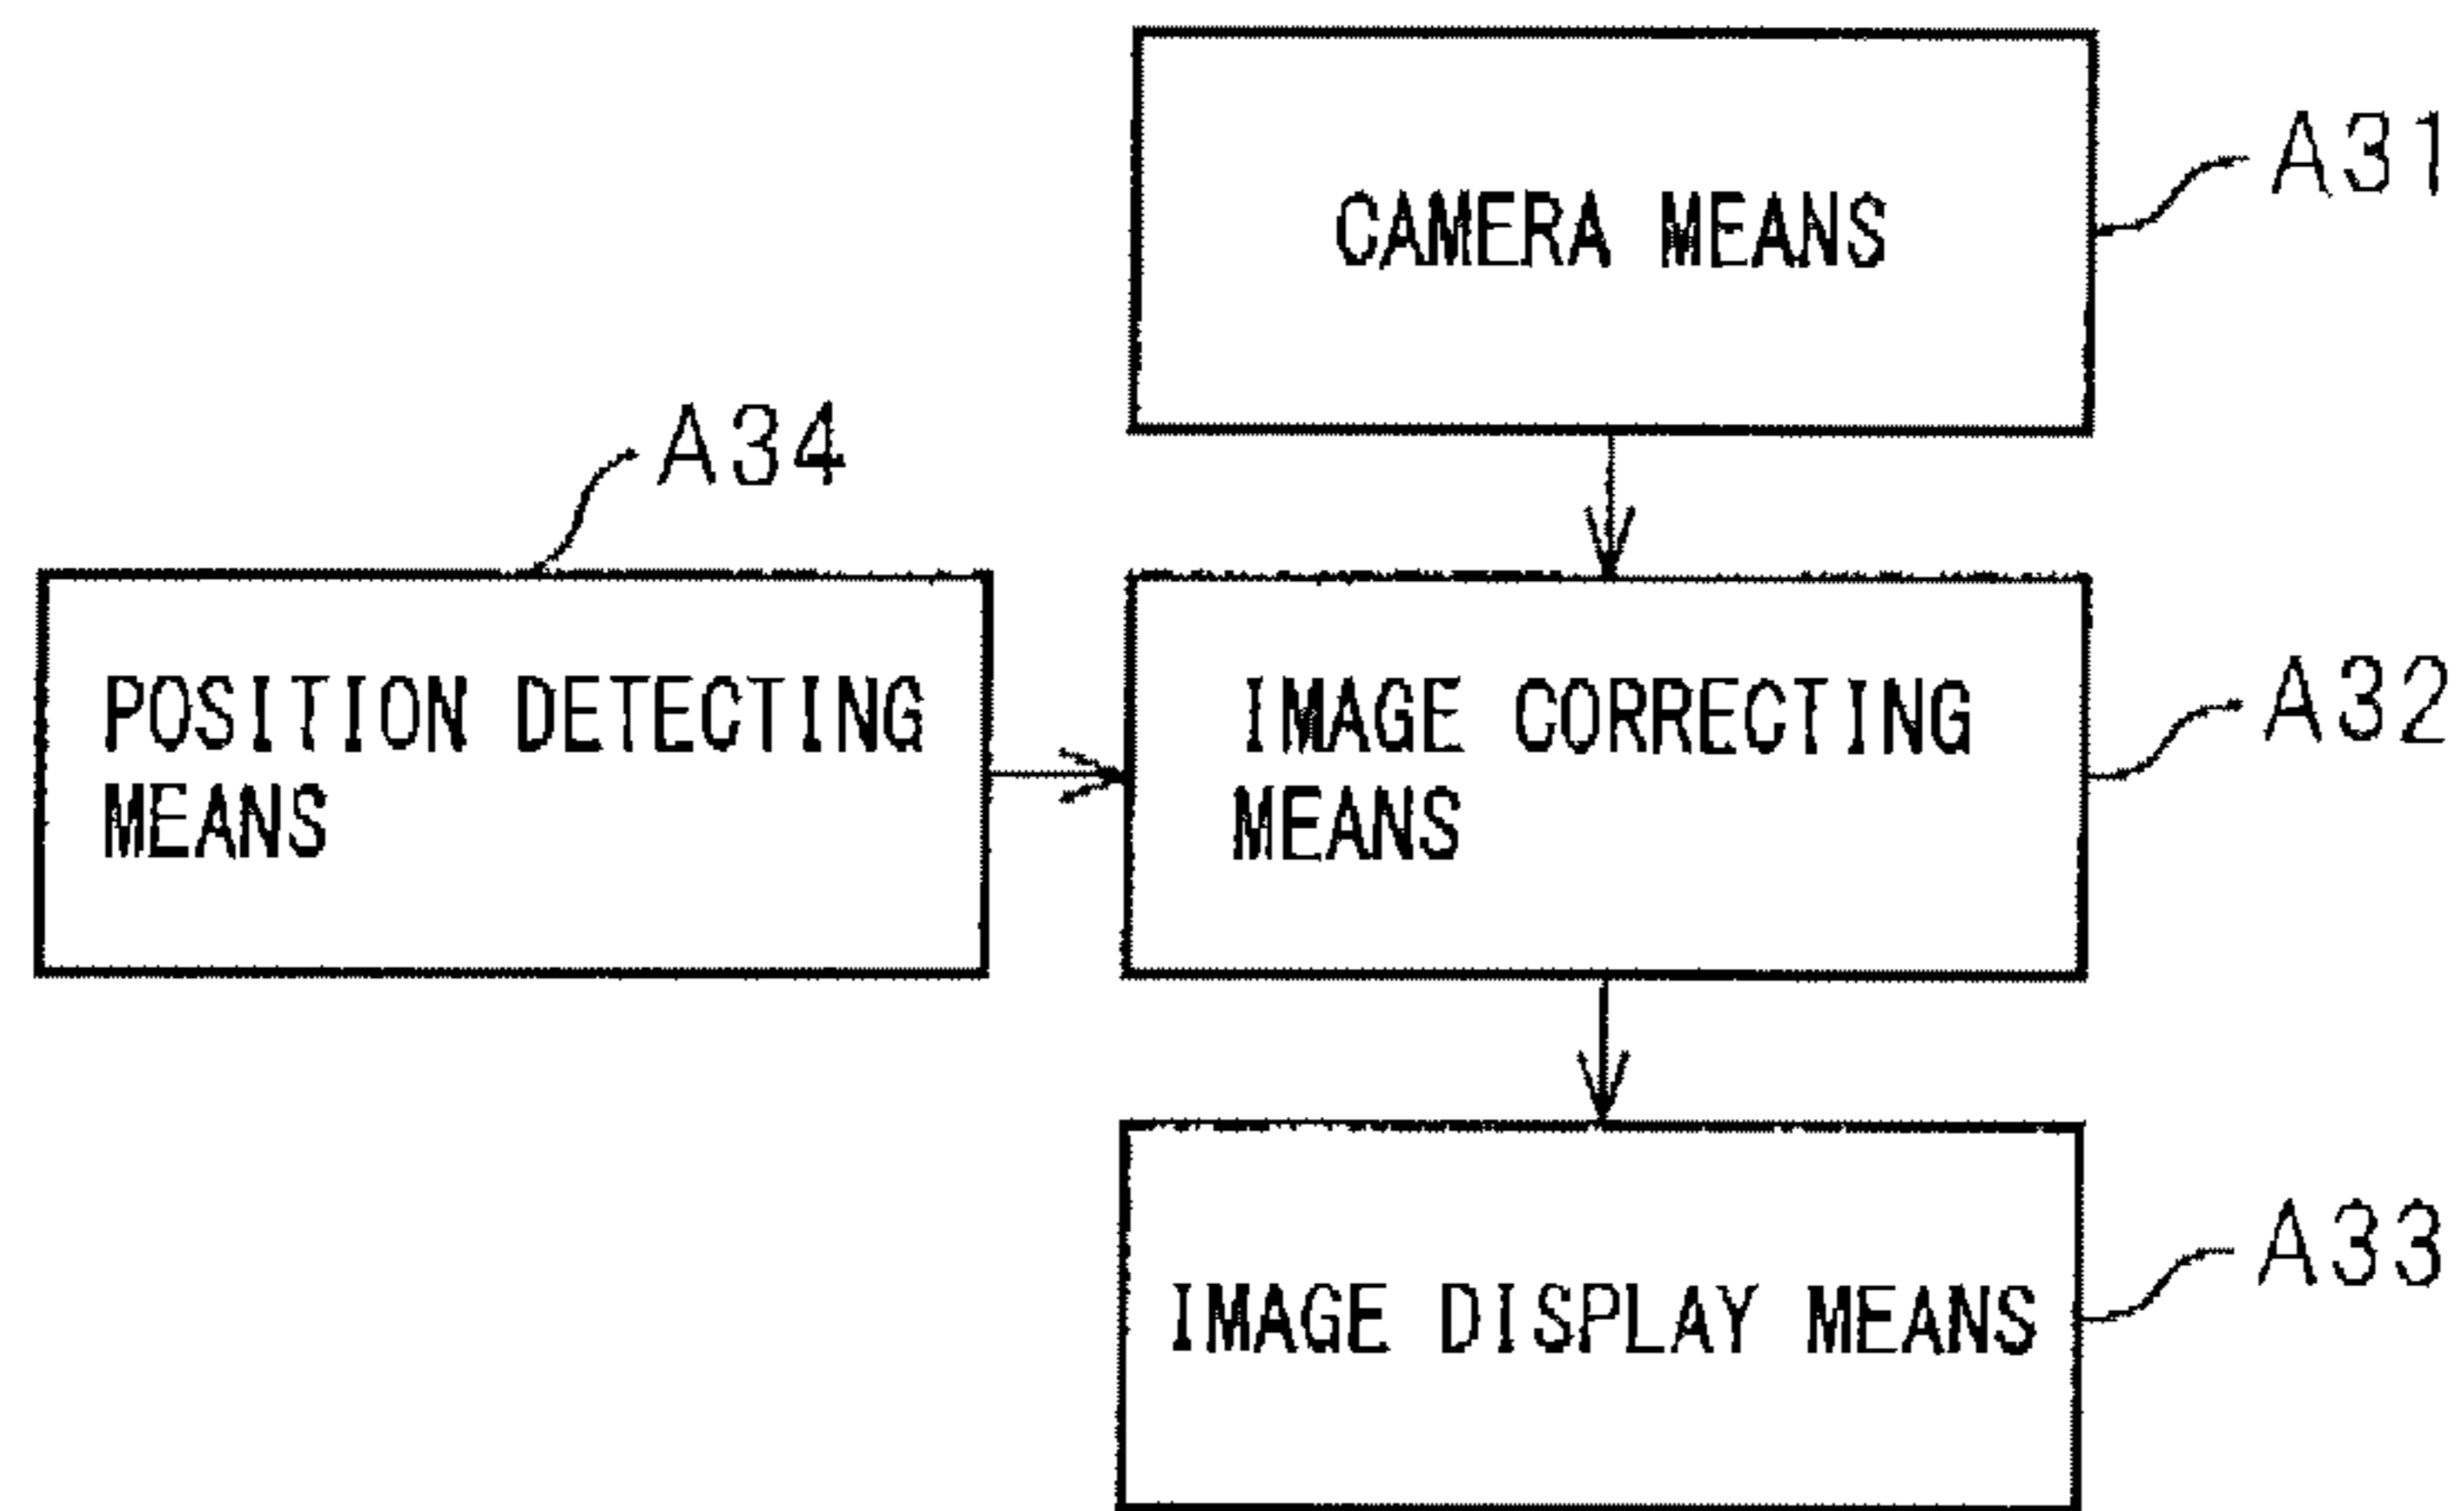 CAMERA MEANS
A31
A34
POSITION DETECTING
MEANS
IMAGE CORRECTING
MEANS
A32
IMAGE DISPLAY MEANS
A33